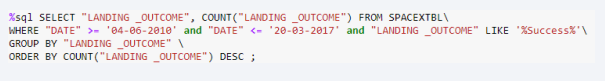 %sql SELECT "LANDING _OUTCOME", COUNT("LANDING _OUTCOME") FROM SPACEXTBL\
WHERE "DATE" >= '04-06-2010' and "DATE" <= '20-03-2017' and "LANDING _OUTCOME" LIKE '%Success%'\
GROUP BY "LANDING _OUTCOME" \
ORDER BY COUNT("LANDING _OUTCOME") DESC ;